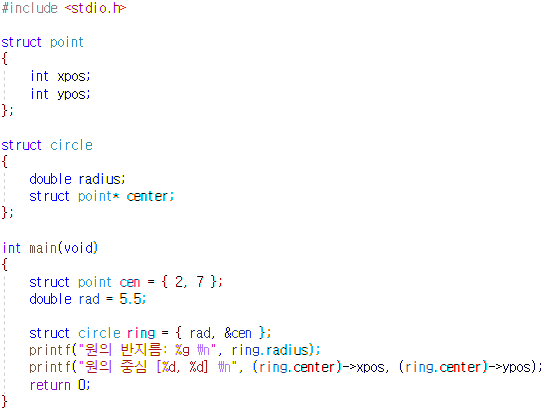 #include <stdio.h>
struct point
{
int xpos;
int ypos;
};
struct circle
{
double radius;
struct point* center;
};
int main(void)
{
struct point cen = { 2, 7 };
double rad = 5.5;
struct circle ring = { rad, &cen };
printf("원의 반지름: %g ₩n", ring.radius);
printf("원의 중심 [%d, %d] ₩n", (ring.center)->xpos, (ring.center)->ypos);
return 0;
}